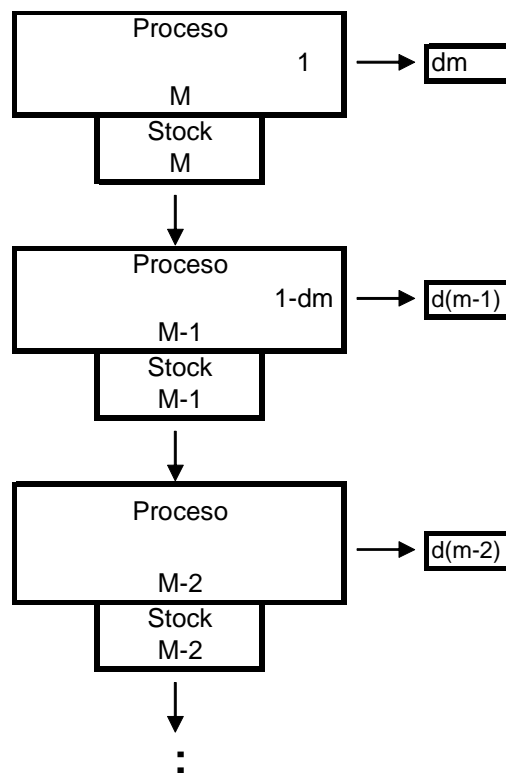 Proceso
1
dm
M
Stock
M
Proceso
1-dm
d(m-1)
M-1
Stock
M-1
Proceso
d(m-2)
M-2
Stock
M-2
: